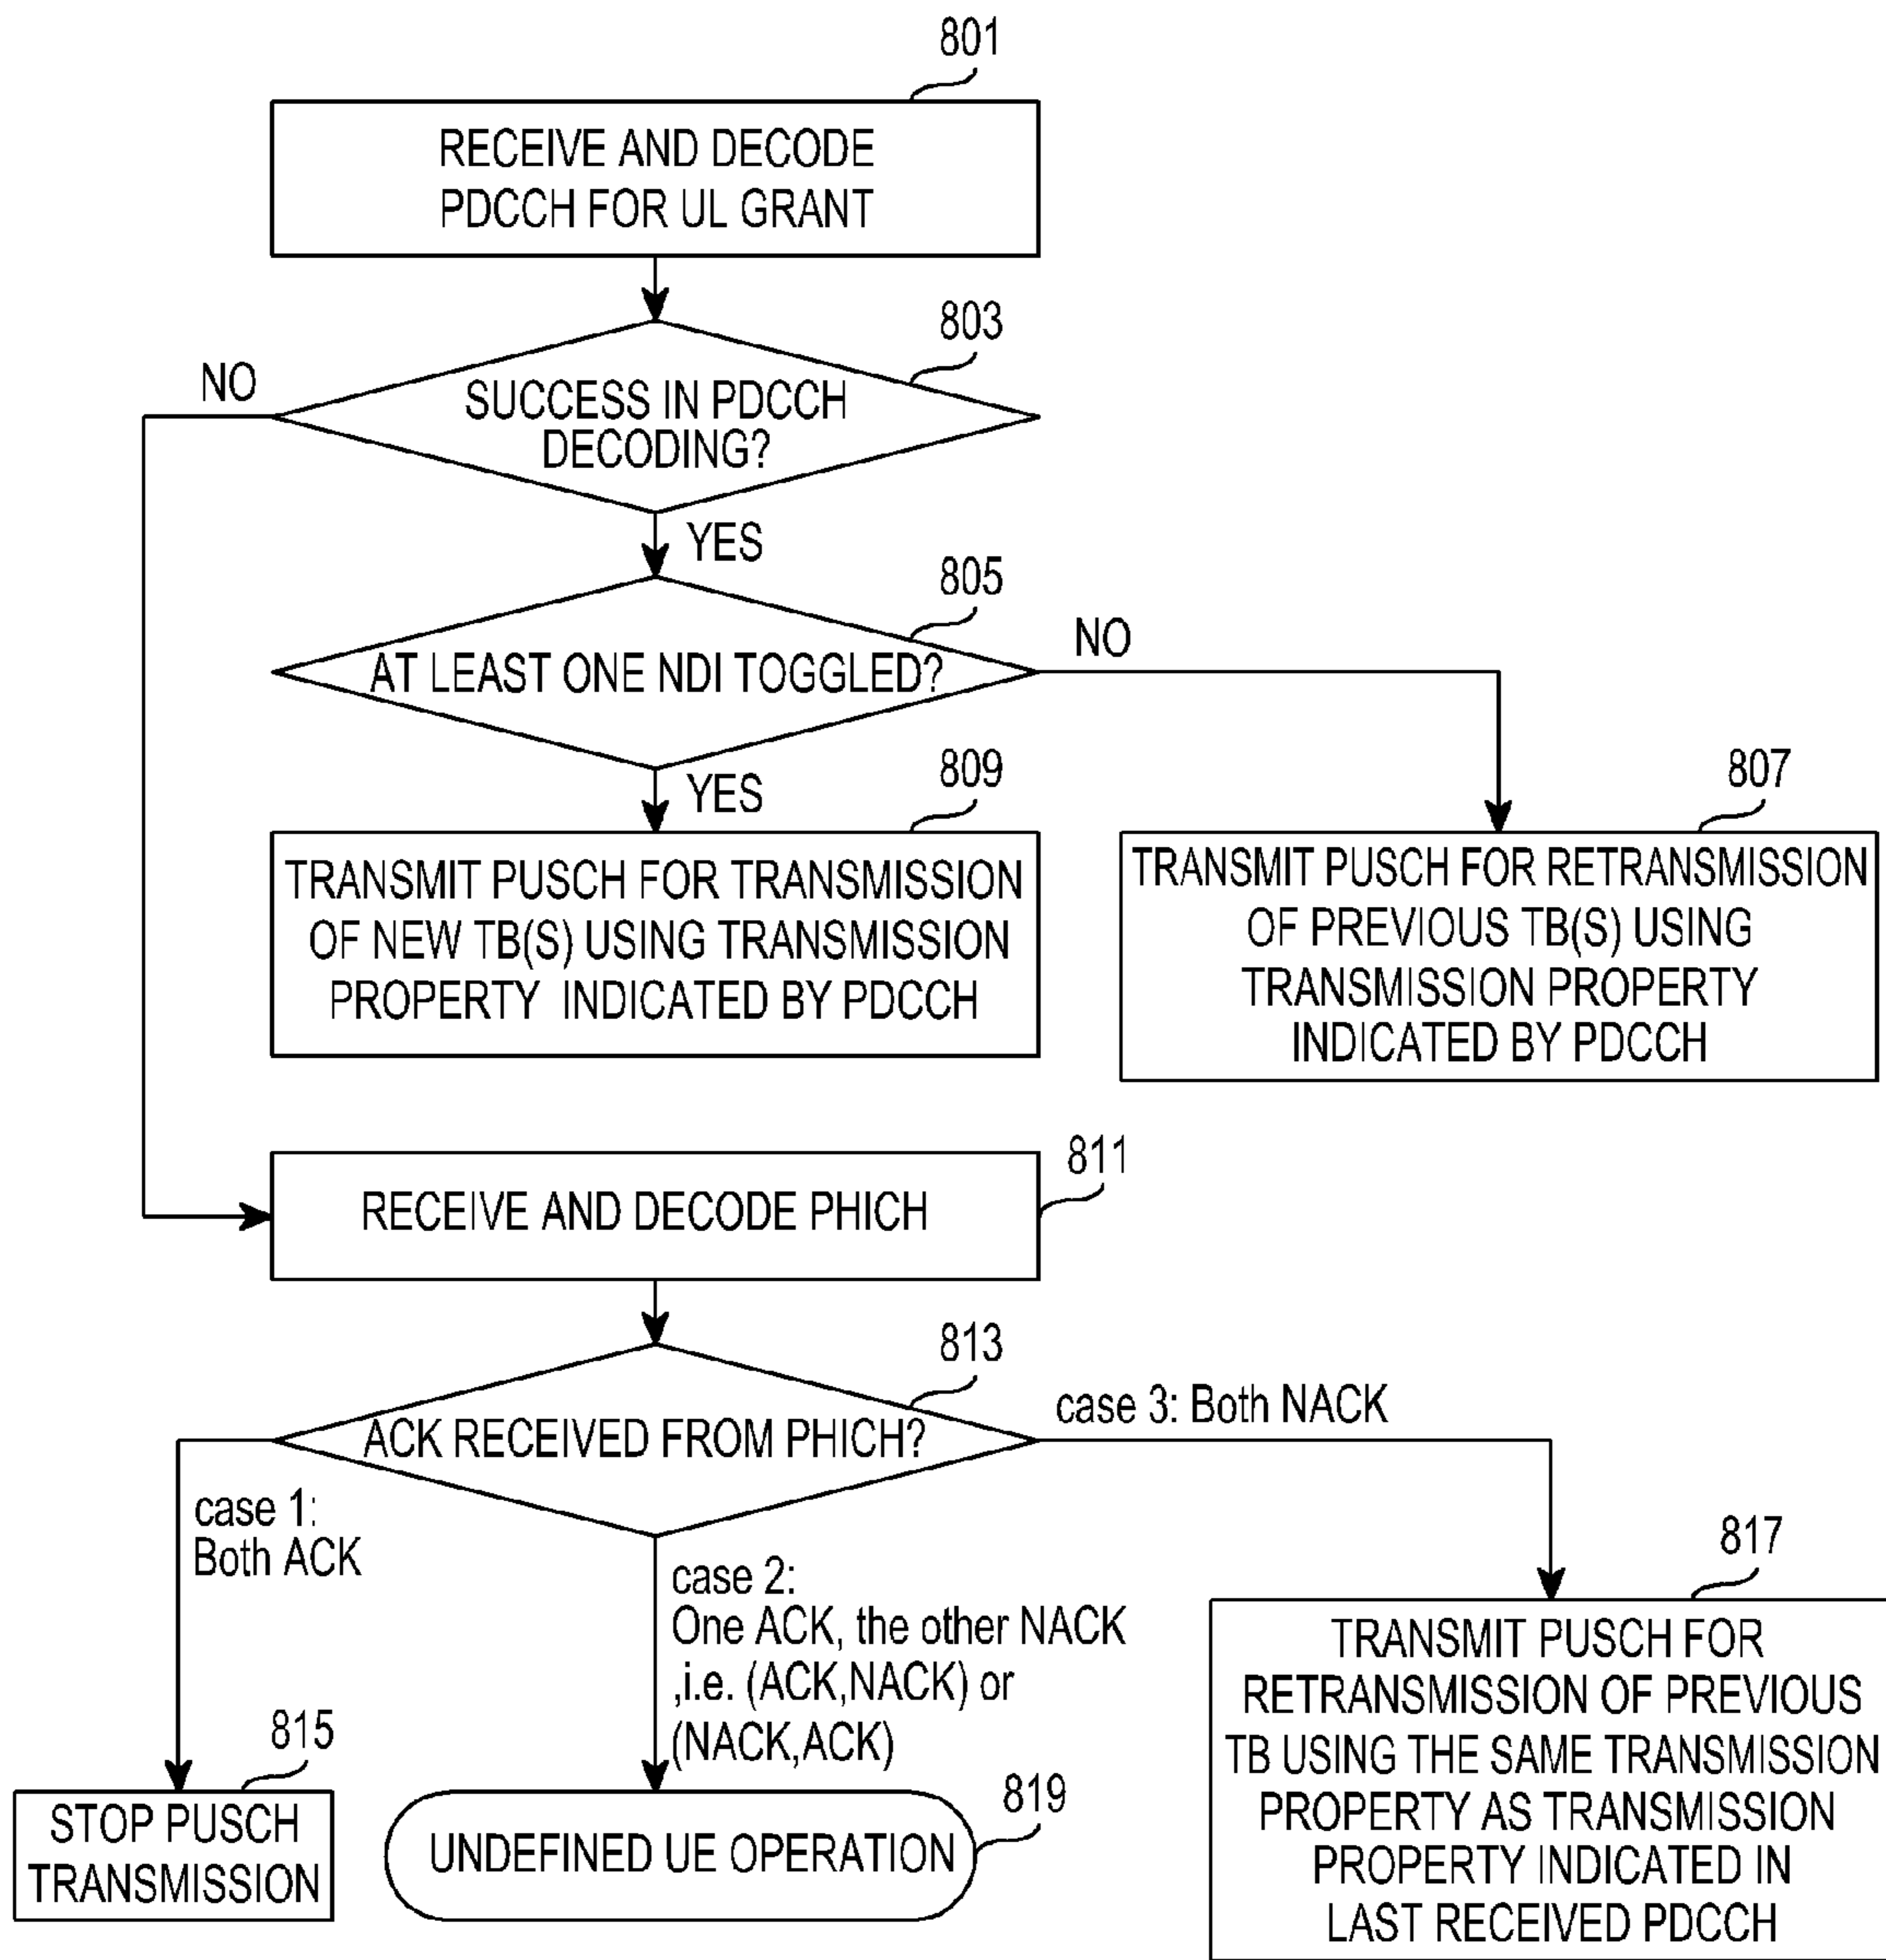 801
RECEIVE AND DECODE
PDCCH FOR UL GRANT
803
NO
SUCCESS IN PDCCH
DECODING?
YES
805
AT LEAST ONE NDI TOGGLED?
NO
YES
809
807
TRANSMIT PUSCH FOR TRANSMISSION
OF NEW TB(S) USING TRANSMISSION
PROPERTY INDICATED BY PDCCH
TRANSMIT PUSCH FOR RETRANSMISSION
OF PREVIOUS TB(S) USING
TRANSMISSION PROPERTY
INDICATED BY PDCCH
811
RECEIVE AND DECODE PHICH
813
ACK RECEIVED FROM PHICH?
case 3: Both NACK
case 1:
Both ACK
case 2:
One ACK, the other NACK
,i.e. (ACK,NACK) or
(NACK,ACK)
815
STOP PUSCH
TRANSMISSION
819
UNDEFINED UE OPERATION
817
TRANSMIT PUSCH FOR
RETRANSMISSION OF PREVIOUS
TB USING THE SAME TRANSMISSION
PROPERTY AS TRANSMISSION
PROPERTY INDICATED IN
LAST RECEIVED PDCCH